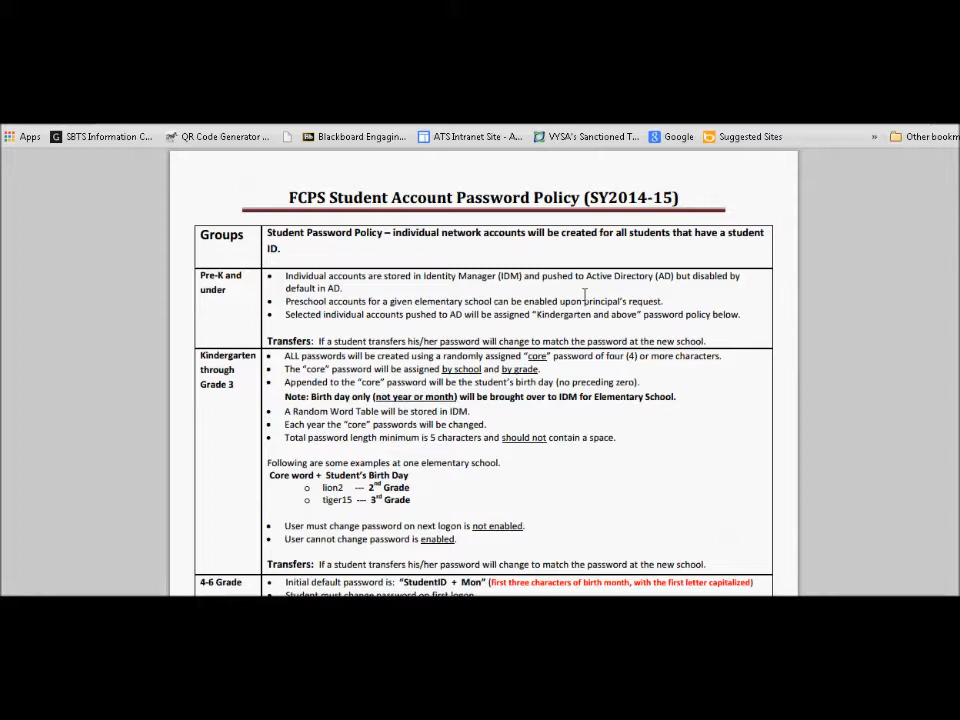 Apps SBTS Information C... QR Code Generator ... Blackboard Engagin... ATS Intranet Site - A... VYSA's Sanctioned T... Google Suggested Sites » Other bookm
FCPS Student Account Password Policy (SY2014-15)
Groups
Student Password Policy – individual network accounts will be created for all students that have a student
ID.
Pre-K and
under
• Individual accounts are stored in Identity Manager (IDM) and pushed to Active Directory (AD) but disabled by
default in AD.
• Preschool accounts for a given elementary school can be enabled upon principal's request.
• Selected individual accounts pushed to AD will be assigned "Kindergarten and above" password policy below.
Transfers: If a student transfers his/her password will change to match the password at the new school.
Kindergarten
through
Grade 3
• ALL passwords will be created using a randomly assigned "core" password of four (4) or more characters.
• The "core" password will be assigned by school and by grade.
• Appended to the "core" password will be the student's birth day (no preceding zero).
Note: Birth day only (not year or month) will be brought over to IDM for Elementary School.
• A Random Word Table will be stored in IDM.
• Each year the "core" passwords will be changed.
• Total password length minimum is 5 characters and should not contain a space.
Following are some examples at one elementary school.
Core word + Student's Birth Day
o lion2 --- 2nd Grade
o tiger15 --- 3rd Grade
• User must change password on next logon is not enabled.
• User cannot change password is enabled.
Transfers: If a student transfers his/her password will change to match the password at the new school.
4-6 Grade
• Initial default password is: "StudentID + Mon" (first three characters of birth month, with the first letter capitalized)
• Student must change password on first logon